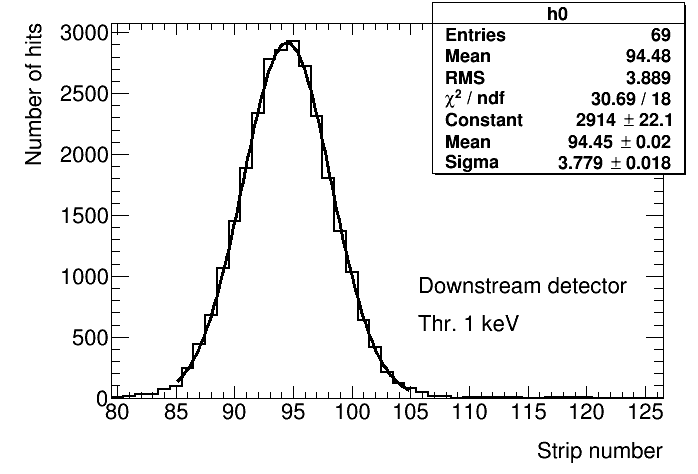 h0
Entries 69
Mean 94.48
RMS 3.889
χ² / ndf 30.69 / 18
Constant 2914 ± 22.1
Mean 94.45 ± 0.02
Sigma 3.779 ± 0.018
Number of hits
3000
2500
2000
1500
1000
500
0
Downstream detector
Thr. 1 keV
80 85 90 95 100 105 110 115 120 125
Strip number